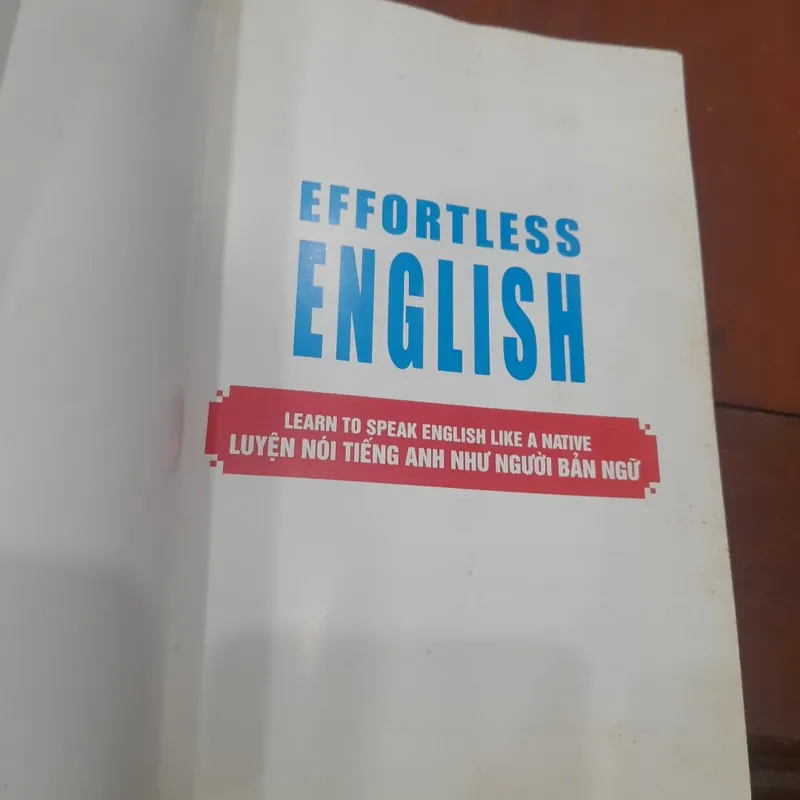 EFFORTLESS
ENGLISH
LEARN TO SPEAK ENGLISH LIKE A NATIVE
LUYỆN NÓI TIẾNG ANH NHƯ NGƯỜI BẢN NGỮ